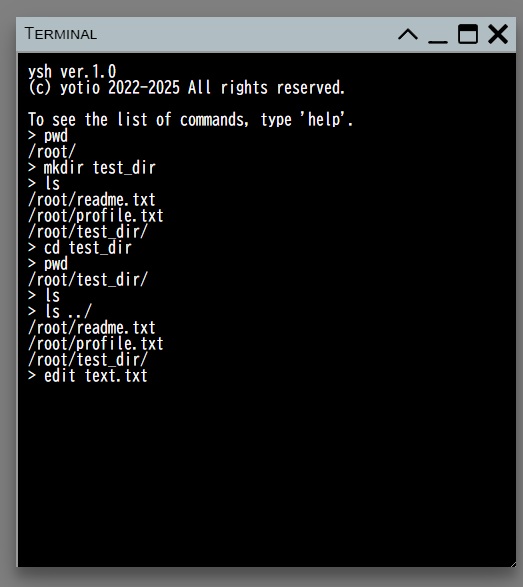 Terminal
ysh ver.1.0
(c) yotio 2022-2025 All rights reserved.
To see the list of commands, type 'help'.
> pwd
/root/
> mkdir test_dir
> ls
/root/readme.txt
/root/profile.txt
/root/test_dir/
> cd test_dir
> pwd
/root/test_dir/
> ls
> ls ../
/root/readme.txt
/root/profile.txt
/root/test_dir/
> edit text.txt